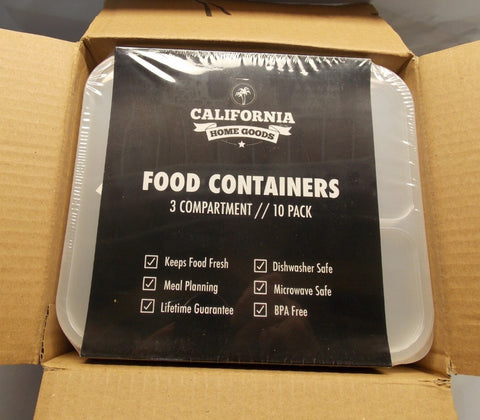 CALIFORNIA
HOME GOODS
FOOD CONTAINERS
3 COMPARTMENT // 10 PACK
Keeps Food Fresh
Meal Planning
Lifetime Guarantee
Dishwasher Safe
Microwave Safe
BPA Free